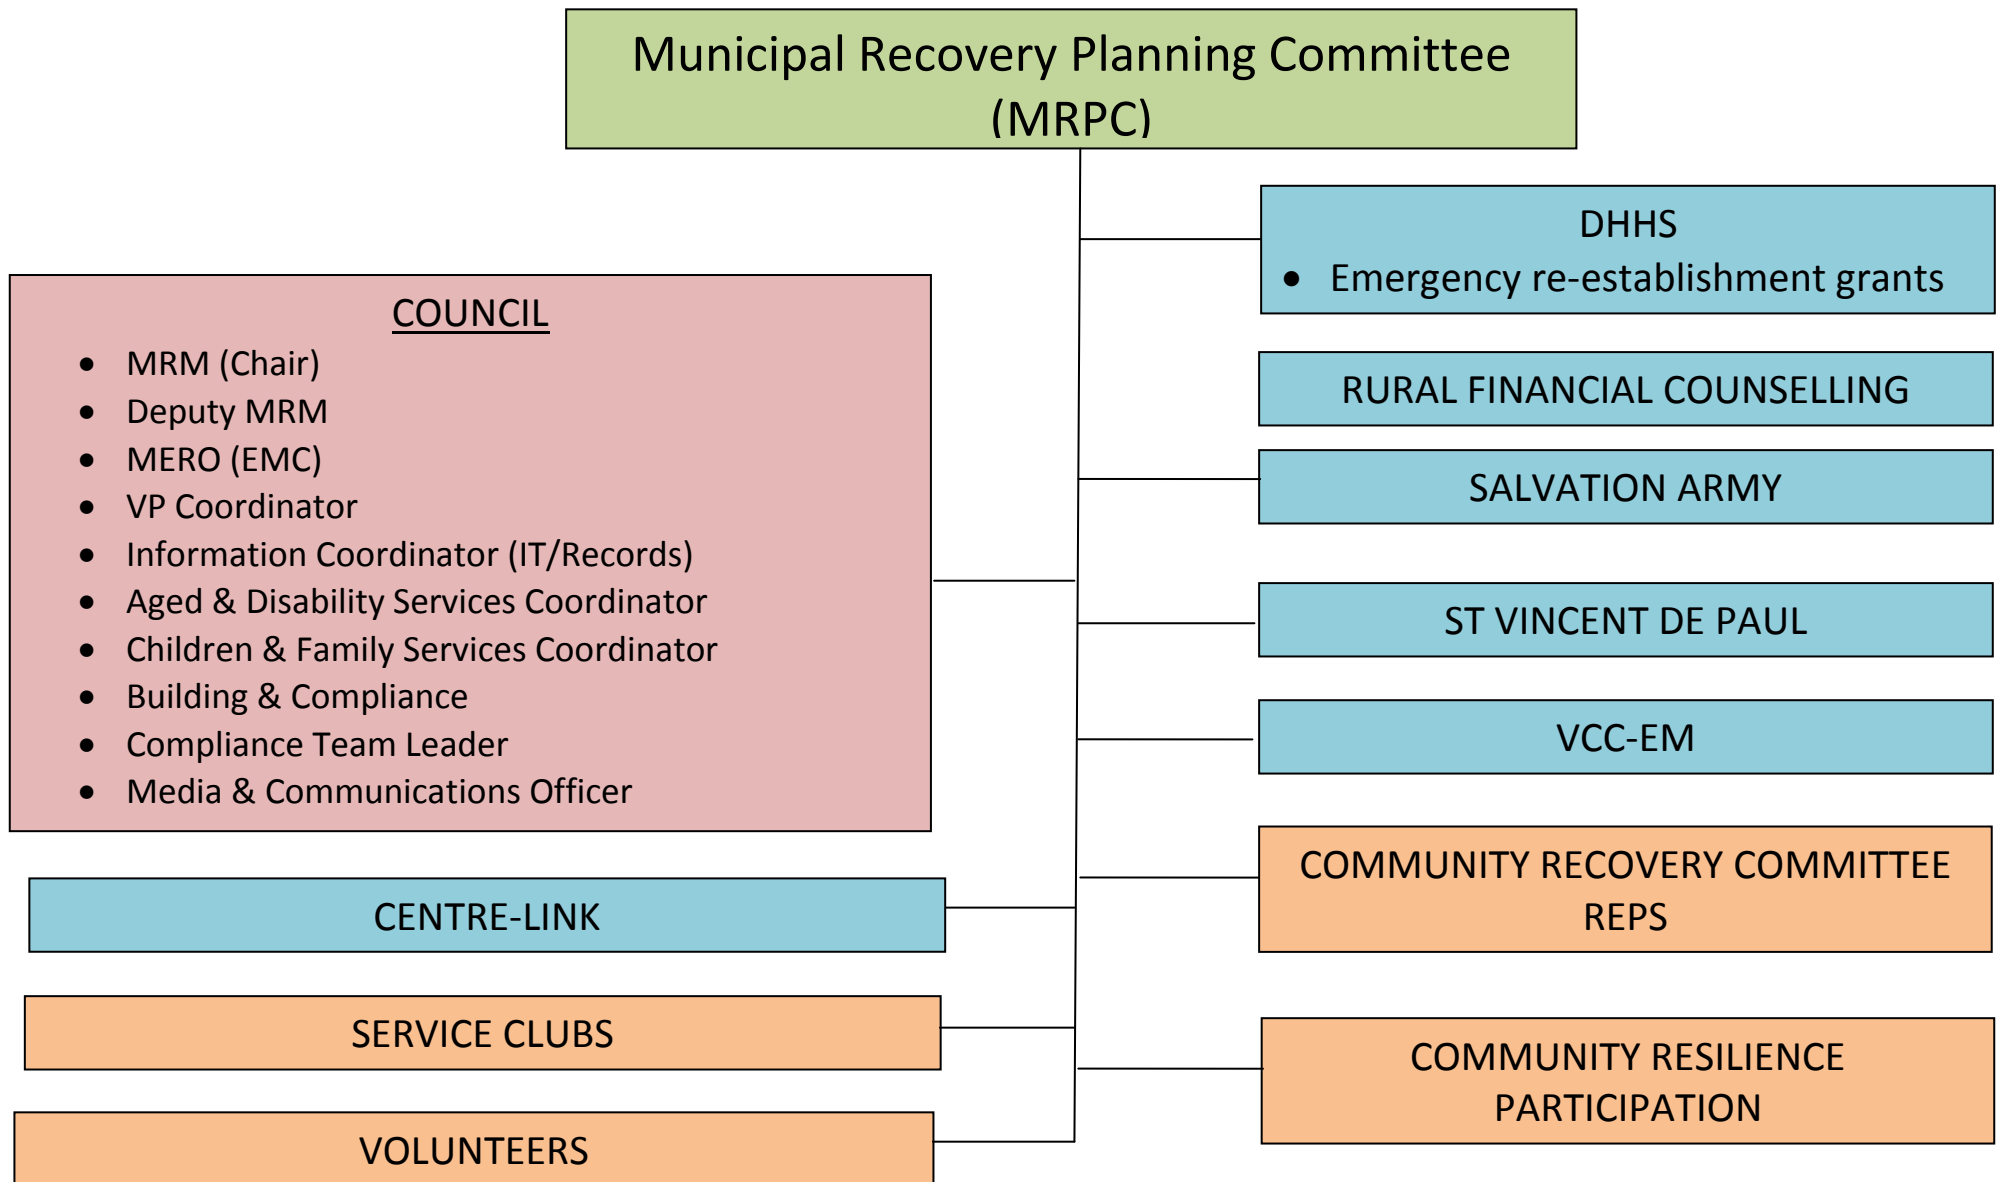 Municipal Recovery Planning Committee
(MRPC)
DHHS
• Emergency re-establishment grants
COUNCIL
• MRM (Chair)
• Deputy MRM
• MERO (EMC)
• VP Coordinator
• Information Coordinator (IT/Records)
• Aged & Disability Services Coordinator
• Children & Family Services Coordinator
• Building & Compliance
• Compliance Team Leader
• Media & Communications Officer
RURAL FINANCIAL COUNSELLING
SALVATION ARMY
ST VINCENT DE PAUL
VCC-EM
COMMUNITY RECOVERY COMMITTEE
REPS
CENTRE-LINK
SERVICE CLUBS
COMMUNITY RESILIENCE
PARTICIPATION
VOLUNTEERS